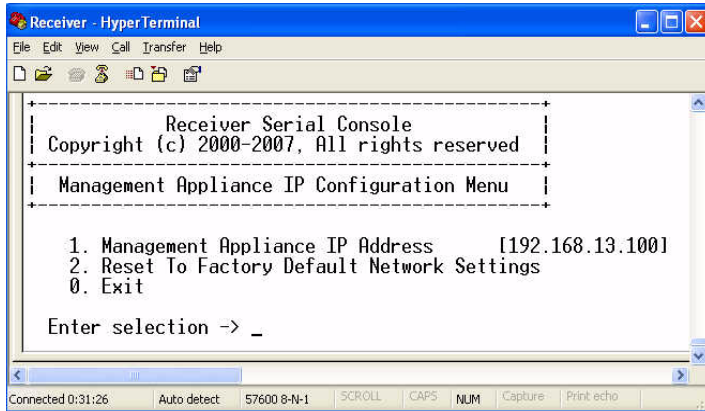 Receiver - HyperTerminal
File Edit View Call Transfer Help
+------------------------------------------------+
| Receiver Serial Console |
| Copyright (c) 2000-2007, All rights reserved |
+------------------------------------------------+
| Management Appliance IP Configuration Menu |
+------------------------------------------------+
1. Management Appliance IP Address [192.168.13.100]
2. Reset To Factory Default Network Settings
0. Exit
Enter selection -> _
Connected 0:31:26 Auto detect 57600 8-N-1 SCROLL CAPS NUM Capture Print echo